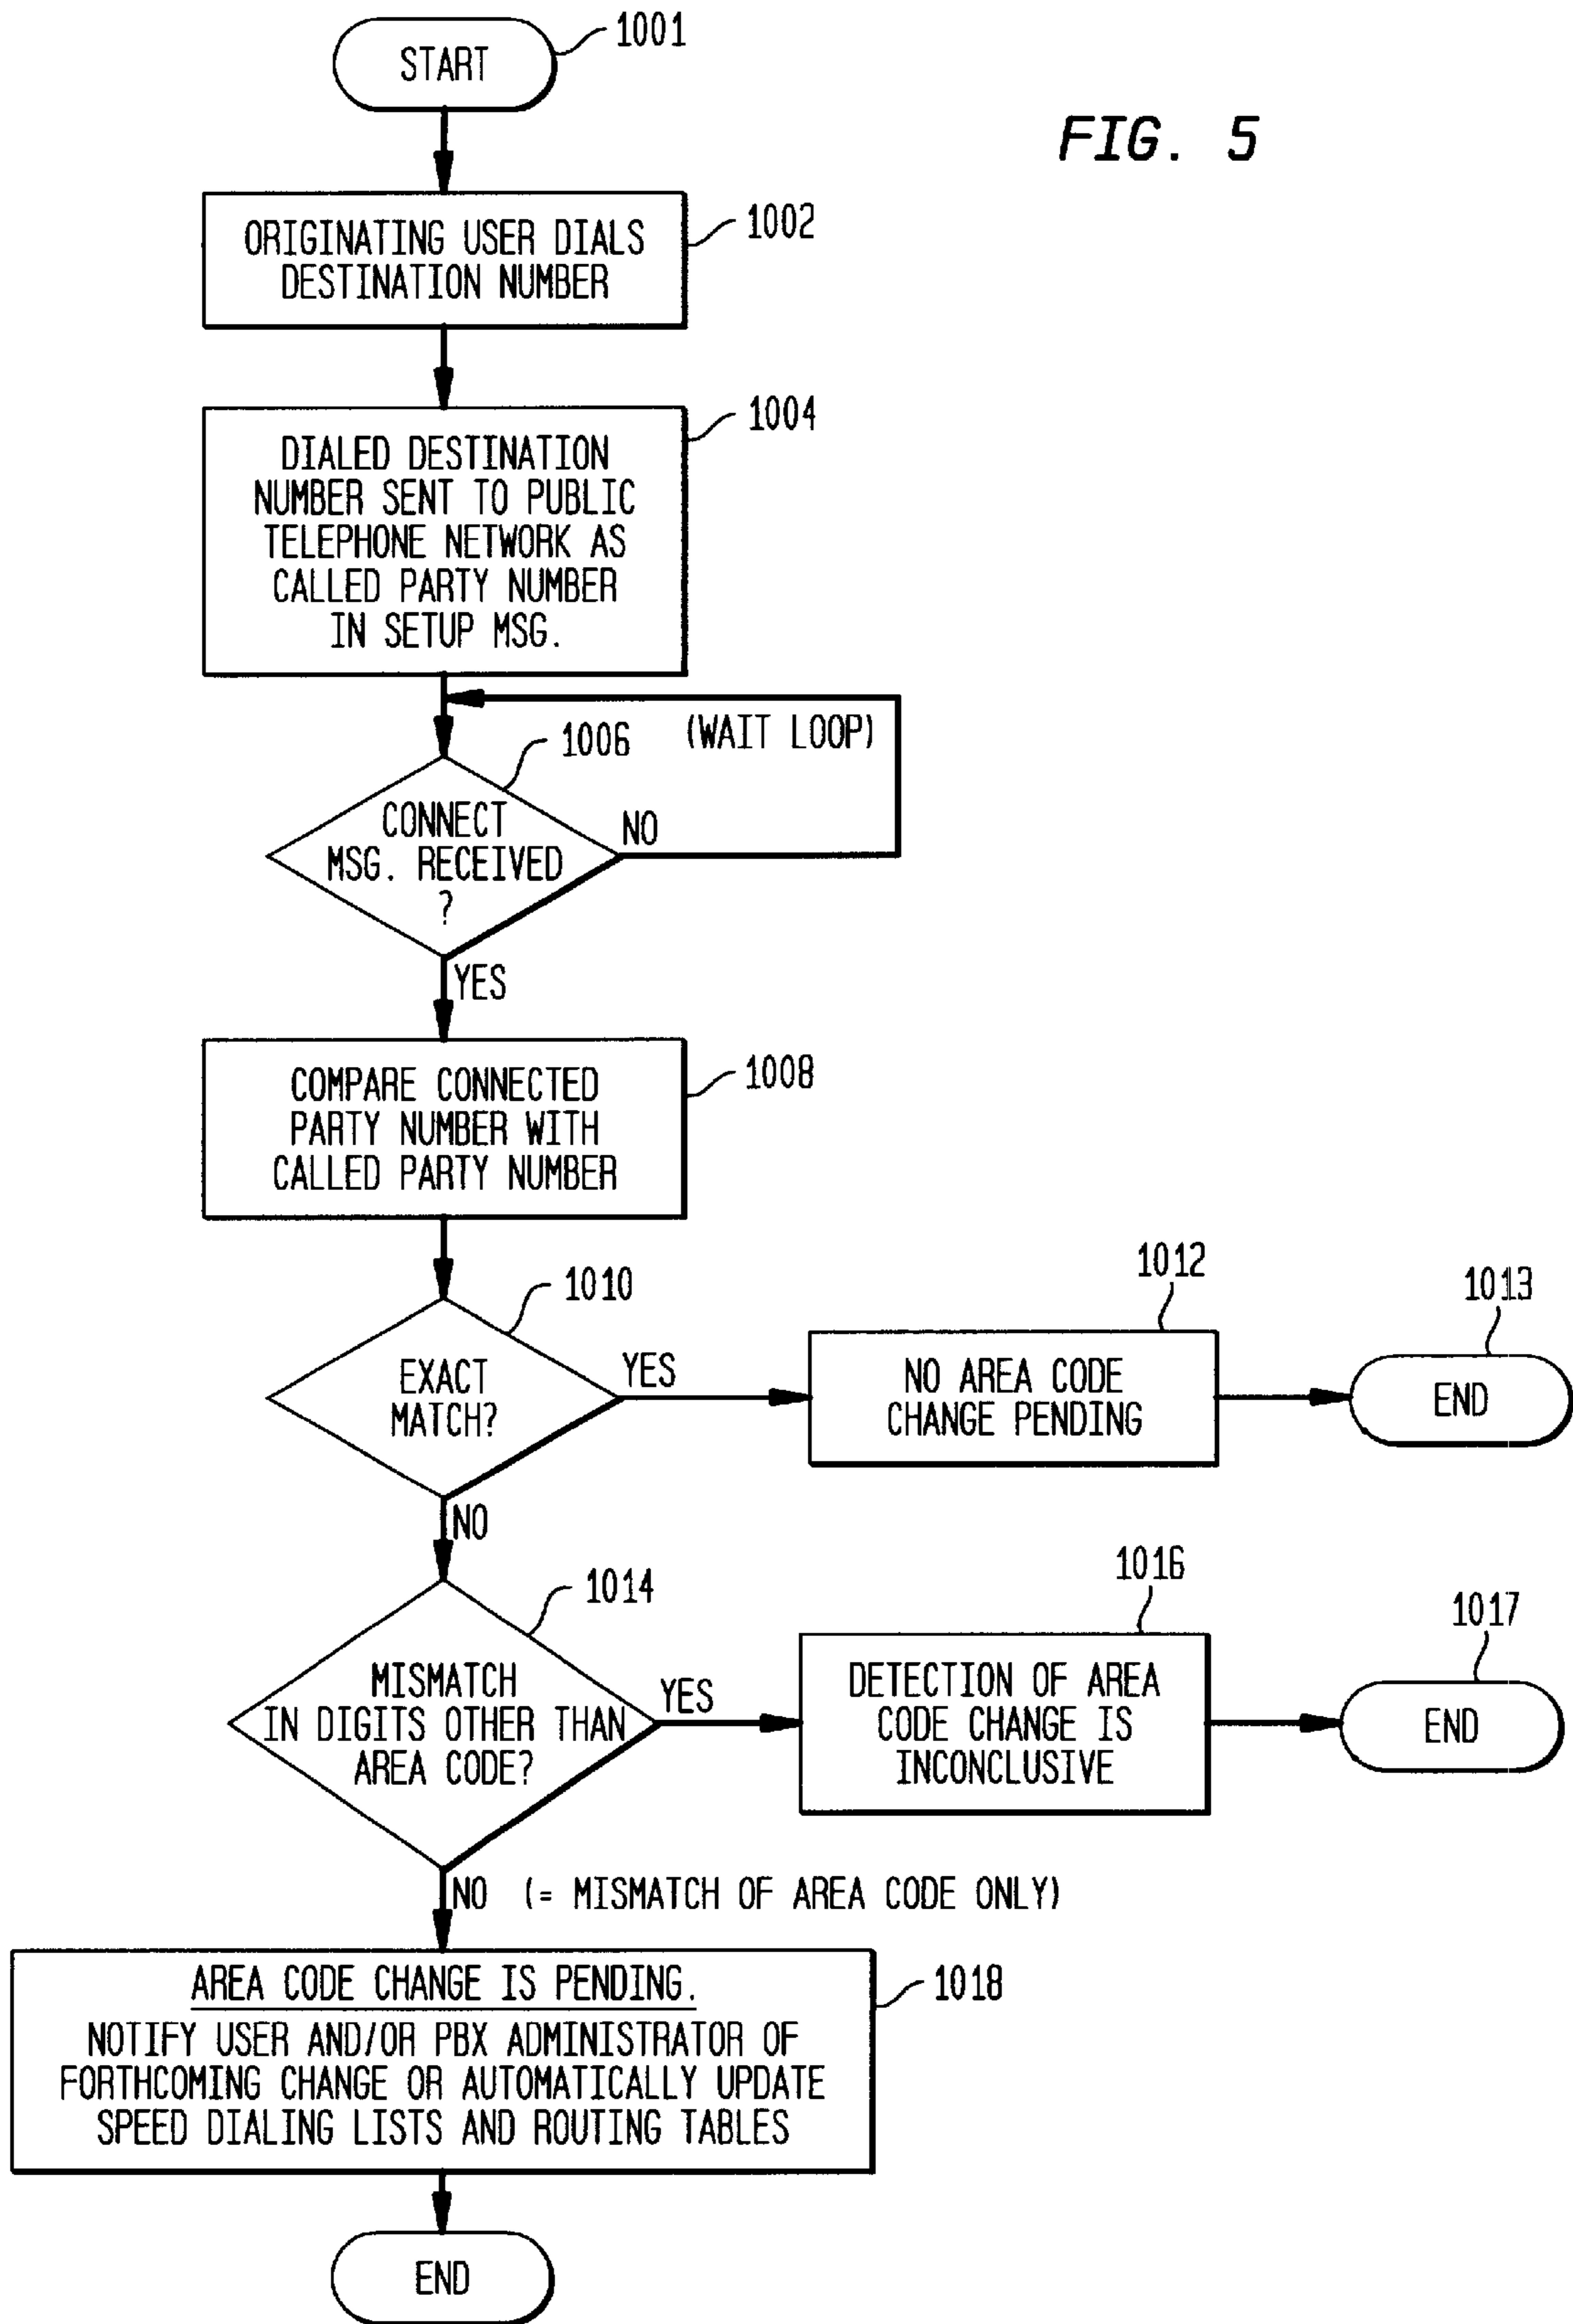 1001
START
FIG. 5
1002
ORIGINATING USER DIALS
DESTINATION NUMBER
1004
DIALED DESTINATION
NUMBER SENT TO PUBLIC
TELEPHONE NETWORK AS
CALLED PARTY NUMBER
IN SETUP MSG.
(WAIT LOOP)
1006
CONNECT
MSG. RECEIVED
?
NO
YES
1008
COMPARE CONNECTED
PARTY NUMBER WITH
CALLED PARTY NUMBER
1010
EXACT
MATCH?
YES
1012
NO AREA CODE
CHANGE PENDING
1013
END
NO
1014
MISMATCH
IN DIGITS OTHER THAN
AREA CODE?
YES
1016
DETECTION OF AREA
CODE CHANGE IS
INCONCLUSIVE
1017
END
NO (= MISMATCH OF AREA CODE ONLY)
1018
AREA CODE CHANGE IS PENDING.
NOTIFY USER AND/OR PBX ADMINISTRATOR OF
FORTHCOMING CHANGE OR AUTOMATICALLY UPDATE
SPEED DIALING LISTS AND ROUTING TABLES
END